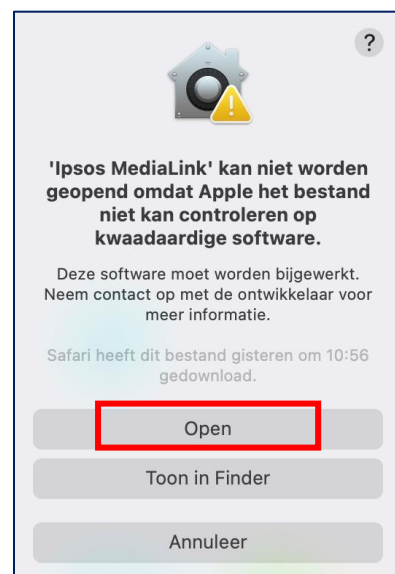 ?
'Ipsos MediaLink' kan niet worden
geopend omdat Apple het bestand
niet kan controleren op
kwaadaardige software.
Deze software moet worden bijgewerkt.
Neem contact op met de ontwikkelaar voor
meer informatie.
Safari heeft dit bestand gisteren om 10:56
gedownload.
Open
Toon in Finder
Annuleer